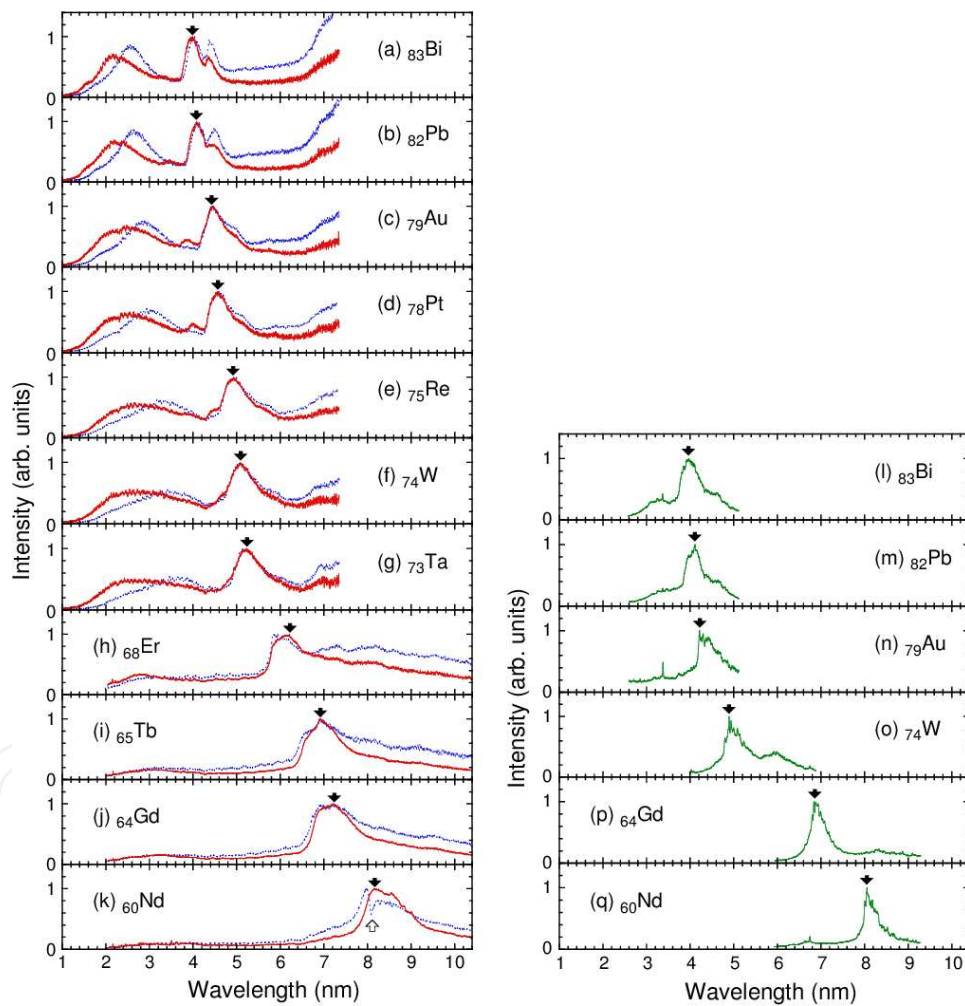 Intensity (arb. units)
1
0
(a) 83Bi
1
0
(b) 82Pb
1
0
(c) 79Au
1
0
(d) 78Pt
1
0
(e) 75Re
1
0
(f) 74W
1
0
(g) 73Ta
1
0
(h) 68Er
1
0
(i) 65Tb
1
0
(j) 64Gd
1
0
(k) 60Nd
1 2 3 4 5 6 7 8 9 10
Wavelength (nm)
Intensity (arb. units)
1
0
(l) 83Bi
1
0
(m) 82Pb
1
0
(n) 79Au
1
0
(o) 74W
1
0
(p) 64Gd
1
0
(q) 60Nd
1 2 3 4 5 6 7 8 9 10
Wavelength (nm)